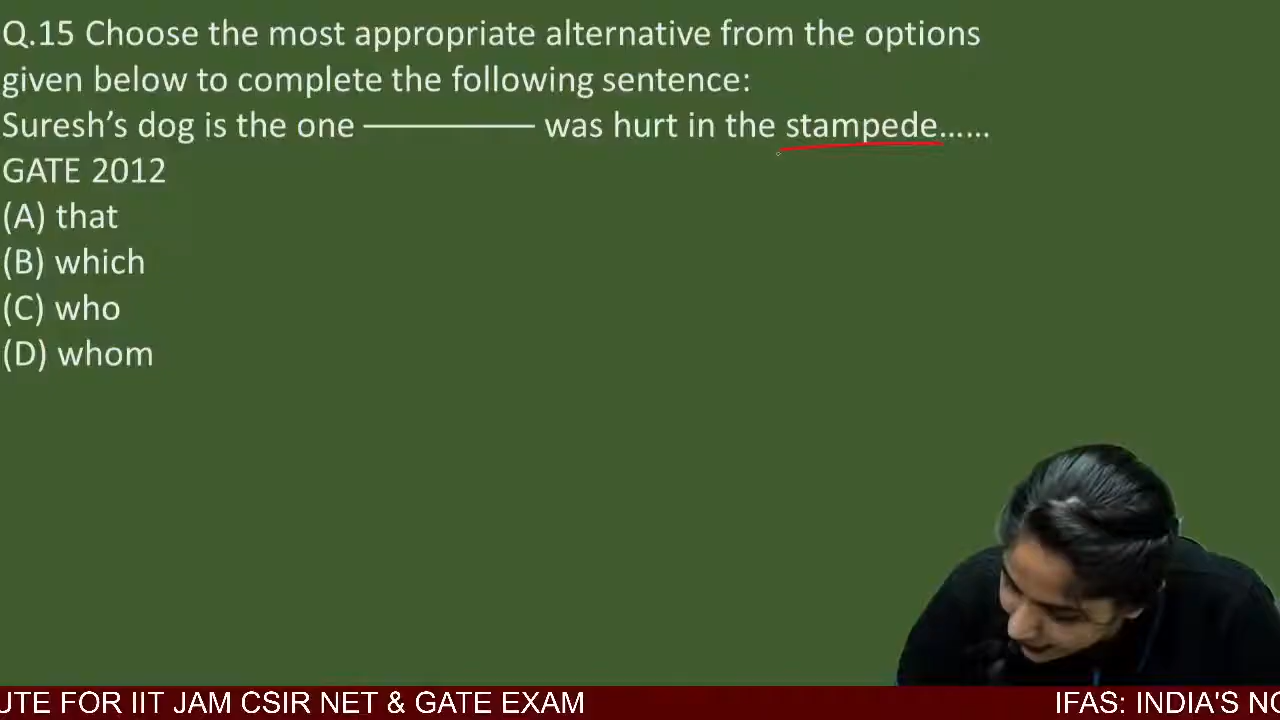 Q.15 Choose the most appropriate alternative from the options
given below to complete the following sentence:
Suresh’s dog is the one ————— was hurt in the stampede……
GATE 2012
(A) that
(B) which
(C) who
(D) whom
UTE FOR IIT JAM CSIR NET & GATE EXAM IFAS: INDIA'S NO